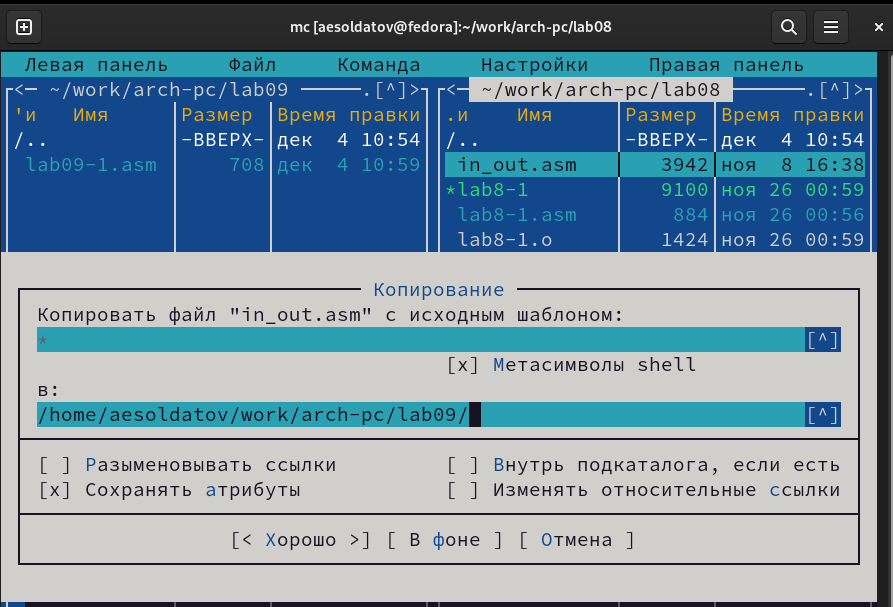 mc [aesoldatov@fedora]:~/work/arch-pc/lab08
Левая панель Файл Команда Настройки Правая панель
<— ~/work/arch-pc/lab09 .[^]> <— ~/work/arch-pc/lab08 .[^]>
'и Имя Размер Время правки .и Имя Размер Время правки
/.. -ВВЕРХ- дек 4 10:54 /.. -ВВЕРХ- дек 4 10:54
lab09-1.asm 708 дек 4 10:59 in_out.asm 3942 ноя 8 16:38
*lab8-1 9100 ноя 26 00:59
lab8-1.asm 884 ноя 26 00:56
lab8-1.o 1424 ноя 26 00:59
Копирование
Копировать файл "in_out.asm" с исходным шаблоном:
* [^]
[x] Метасимволы shell
в:
/home/aesoldatov/work/arch-pc/lab09/ [^]
[ ] Разыменовывать ссылки [ ] Внутрь подкаталога, если есть
[x] Сохранять атрибуты [ ] Изменять относительные ссылки
[< Хорошо >] [ В фоне ] [ Отмена ]